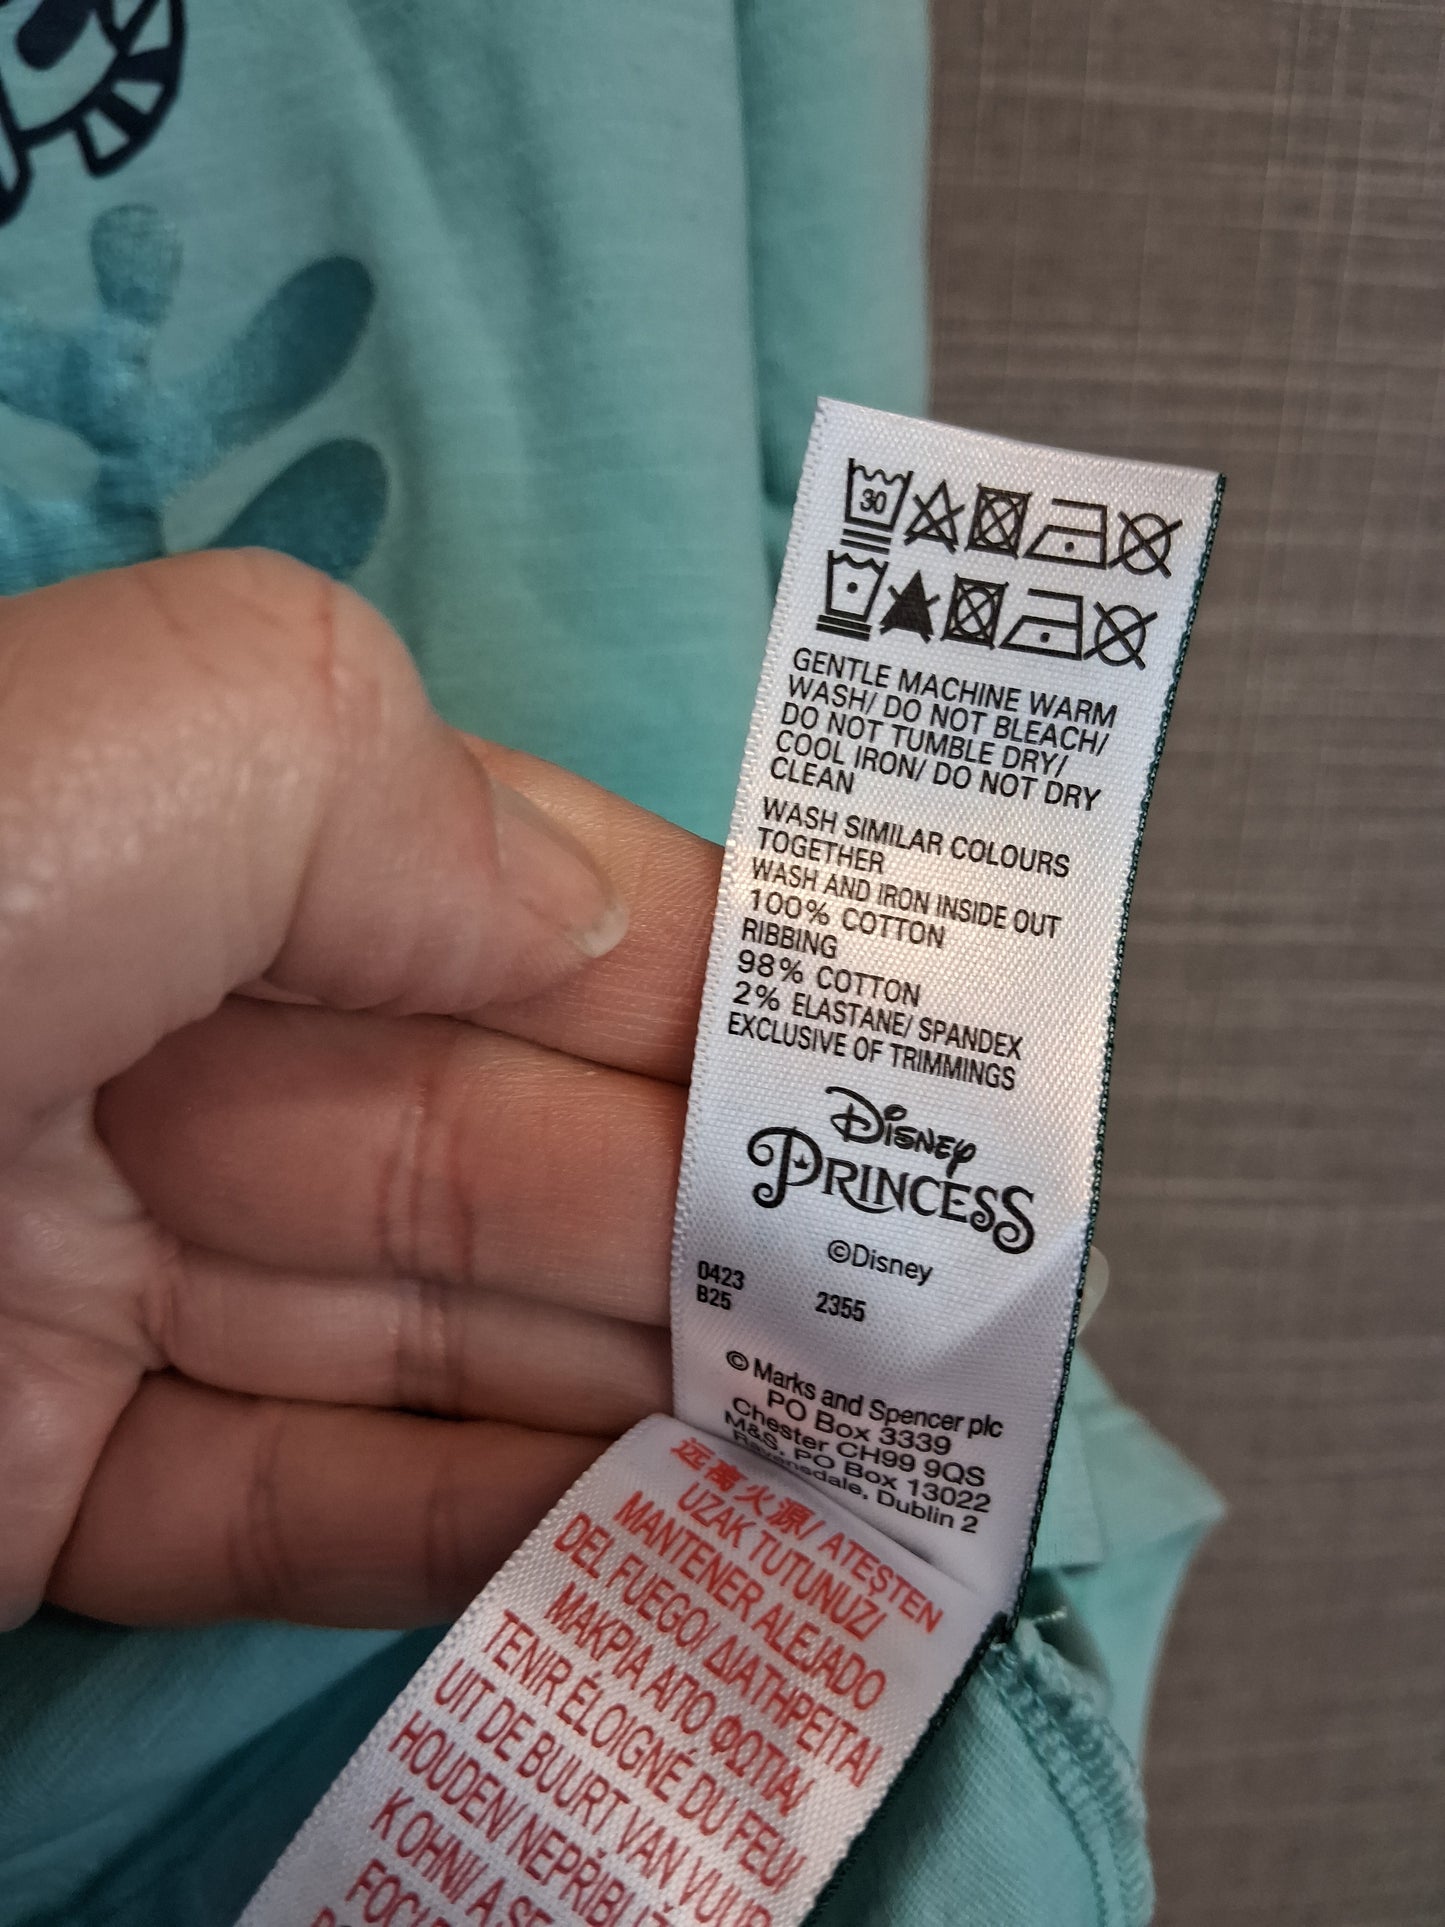 30
GENTLE MACHINE WARM
WASH/ DO NOT BLEACH/
DO NOT TUMBLE DRY/
COOL IRON/ DO NOT DRY
CLEAN
WASH SIMILAR COLOURS
TOGETHER
WASH AND IRON INSIDE OUT
100% COTTON
RIBBING
98% COTTON
2% ELASTANE/ SPANDEX
EXCLUSIVE OF TRIMMINGS
Disney
PRINCESS
©Disney
0423
B25 2355
© Marks and Spencer plc
PO Box 3339
Chester CH99 9QS
M&S, PO Box 13022
Ravensdale, Dublin 2
远离火源/ ATEŞTEN
UZAK TUTUNUZ/
MANTENER ALEJADO
DEL FUEGO/ ΔΙΑΤΗΡΕΙΤΑΙ
ΜΑΚΡΙΑ ΑΠΟ ΦΩΤΙΑ/
TENIR ÉLOIGNÉ DU FEU/
UIT DE BUURT VAN VUUR
HOUDEN/ NEPŘIBLIŽ
K OHNI/